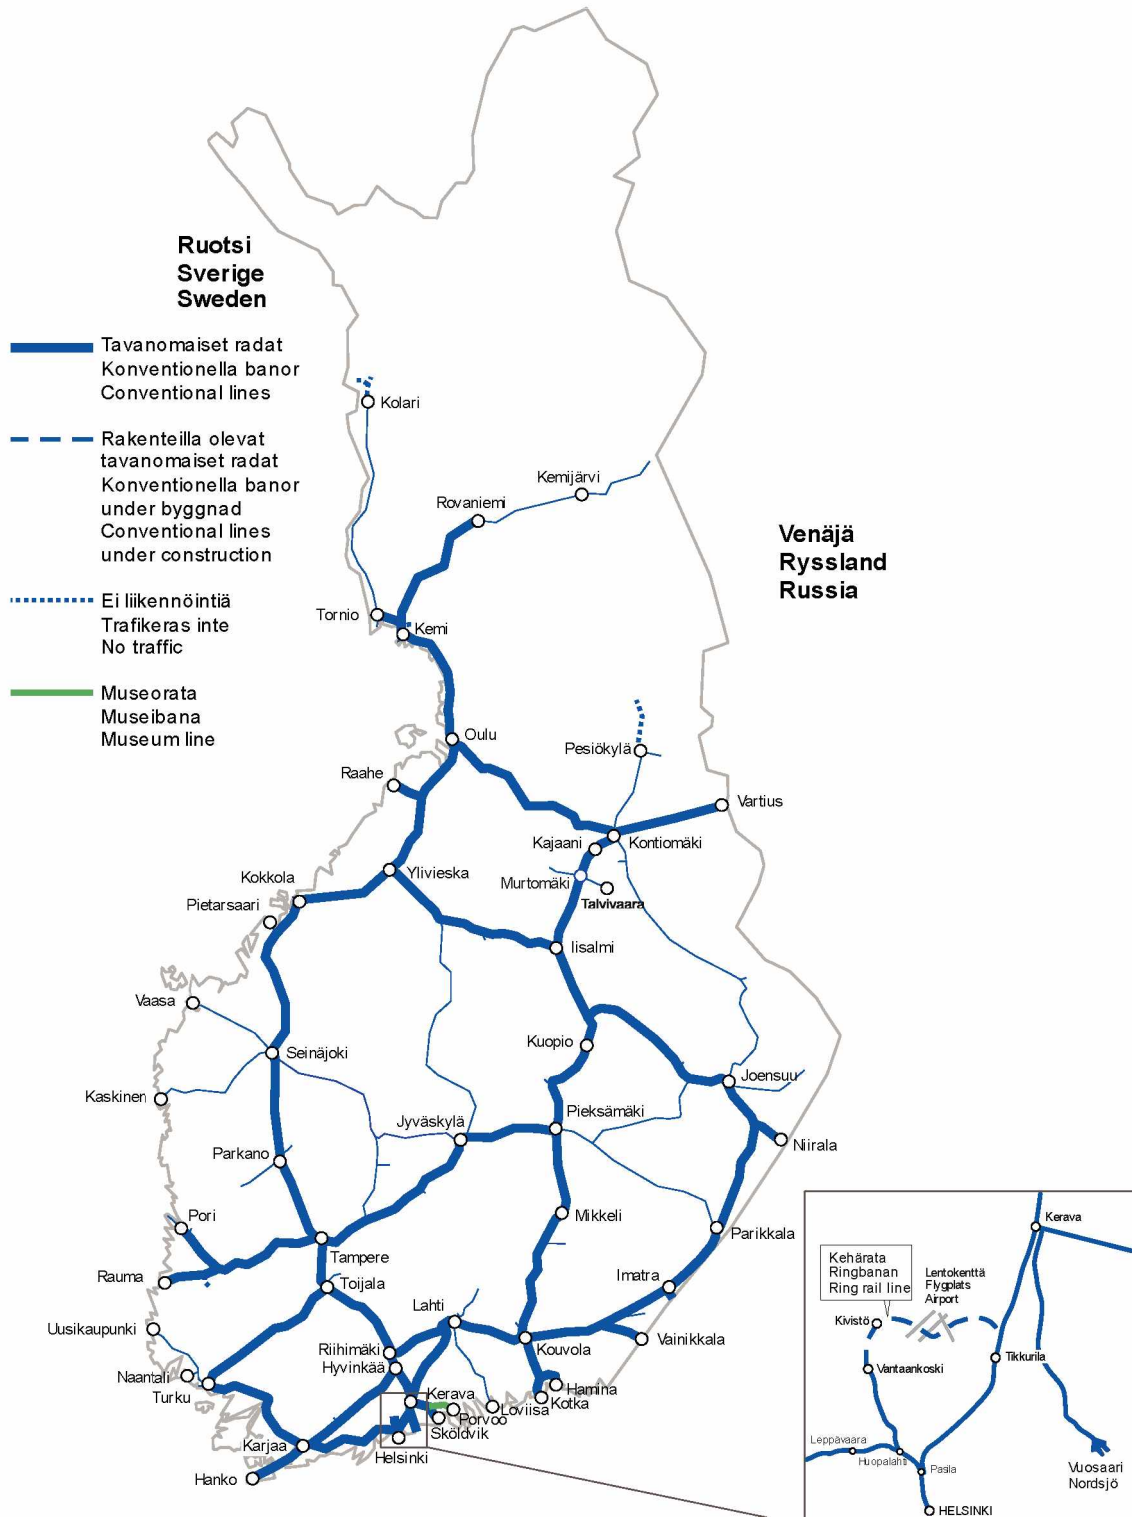 Ruotsi
Sverige
Sweden
Tavanomaiset radat
Konventionella banor
Conventional lines
Rakenteilla olevat
tavanomaiset radat
Konventionella banor
under byggnad
Conventional lines
under construction
Ei liikennöintiä
Trafikeras inte
No traffic
Museorata
Museibana
Museum line
Venäjä
Ryssland
Russia
Kolari
Kemijärvi
Rovaniemi
Tornio
Kemi
Oulu
Pesiökylä
Raahe
Vartius
Kajaani
Kontiomäki
Ylivieska
Murtomäki
Kokkola
Talvivaara
Pietarsaari
Iisalmi
Vaasa
Kuopio
Seinäjoki
Joensuu
Kaskinen
Pieksämäki
Jyväskylä
Niirala
Parkano
Pori
Mikkeli
Parikkala
Tampere
Rauma
Toijala
Imatra
Lahti
Uusikaupunki
Riihimäki
Kouvola
Vainikkala
Hyvinkää
Naantali
Turku
Kerava
Hamina
Kotka
Loviisa
Porvoo
Sköldvik
Karjaa
Helsinki
Hanko
Kerava
Kehärata
Ringbanan
Ring rail line
Lentokenttä
Flygplats
Airport
Kivistö
Tikkurila
Vantaankoski
Leppävaara
Huopalahti
Pasila
Vuosaari
Nordsjö
HELSINKI